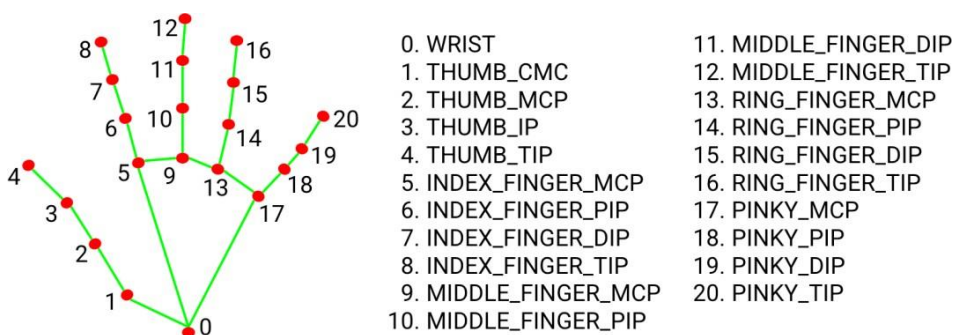 12
16
8
11
7
15
10
20
6
14
19
4
5
9
13
18
3
17
2
1
0
0. WRIST
1. THUMB_CMC
2. THUMB_MCP
3. THUMB_IP
4. THUMB_TIP
5. INDEX_FINGER_MCP
6. INDEX_FINGER_PIP
7. INDEX_FINGER_DIP
8. INDEX_FINGER_TIP
9. MIDDLE_FINGER_MCP
10. MIDDLE_FINGER_PIP
11. MIDDLE_FINGER_DIP
12. MIDDLE_FINGER_TIP
13. RING_FINGER_MCP
14. RING_FINGER_PIP
15. RING_FINGER_DIP
16. RING_FINGER_TIP
17. PINKY_MCP
18. PINKY_PIP
19. PINKY_DIP
20. PINKY_TIP